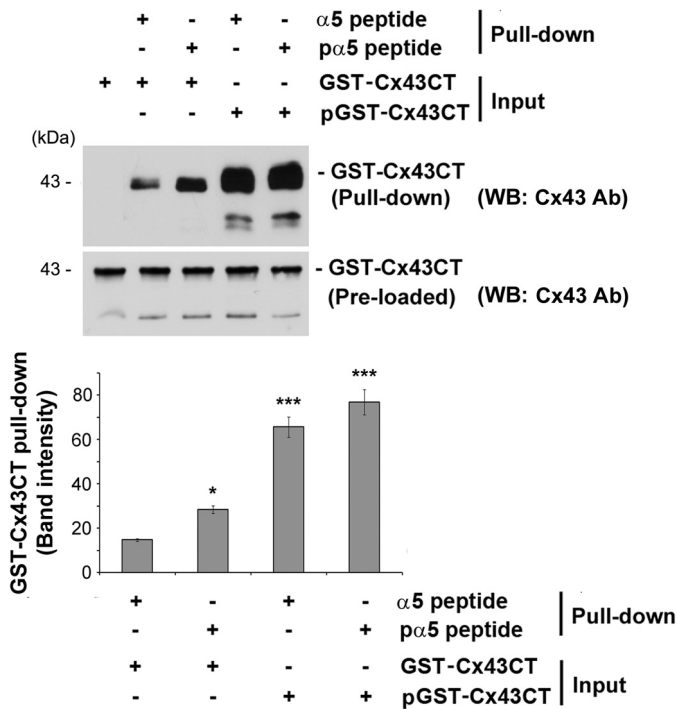 + - + - α5 peptide
- + - + pα5 peptide
Pull-down
+ + + - - GST-Cx43CT
- - + + pGST-Cx43CT
Input
(kDa)
43 -
- GST-Cx43CT
(Pull-down) (WB: Cx43 Ab)
43 -
- GST-Cx43CT
(Pre-loaded) (WB: Cx43 Ab)
GST-Cx43CT pull-down
(Band intensity)
80
60
40
20
0
*
***
***
+ - + - α5 peptide
- + - + pα5 peptide
Pull-down
+ + - - GST-Cx43CT
- - + + pGST-Cx43CT
Input